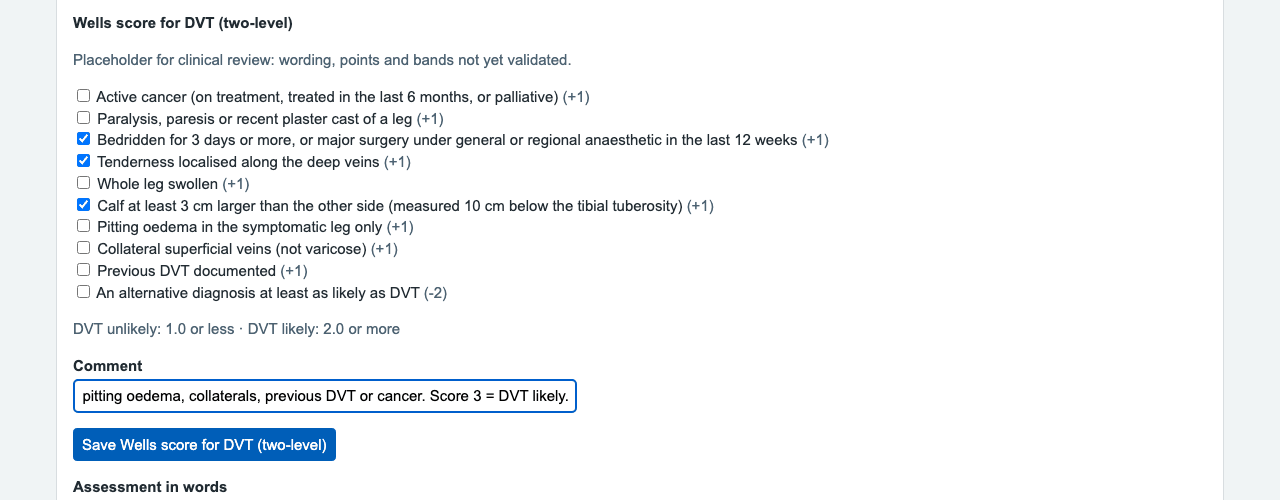 Wells score for DVT (two-level)
Placeholder for clinical review: wording, points and bands not yet validated.
Active cancer (on treatment, treated in the last 6 months, or palliative) (+1)
Paralysis, paresis or recent plaster cast of a leg (+1)
Bedridden for 3 days or more, or major surgery under general or regional anaesthetic in the last 12 weeks (+1)
Tenderness localised along the deep veins (+1)
Whole leg swollen (+1)
Calf at least 3 cm larger than the other side (measured 10 cm below the tibial tuberosity) (+1)
Pitting oedema in the symptomatic leg only (+1)
Collateral superficial veins (not varicose) (+1)
Previous DVT documented (+1)
An alternative diagnosis at least as likely as DVT (-2)
DVT unlikely: 1.0 or less · DVT likely: 2.0 or more
Comment
pitting oedema, collaterals, previous DVT or cancer. Score 3 = DVT likely.
Save Wells score for DVT (two-level)
Assessment in words